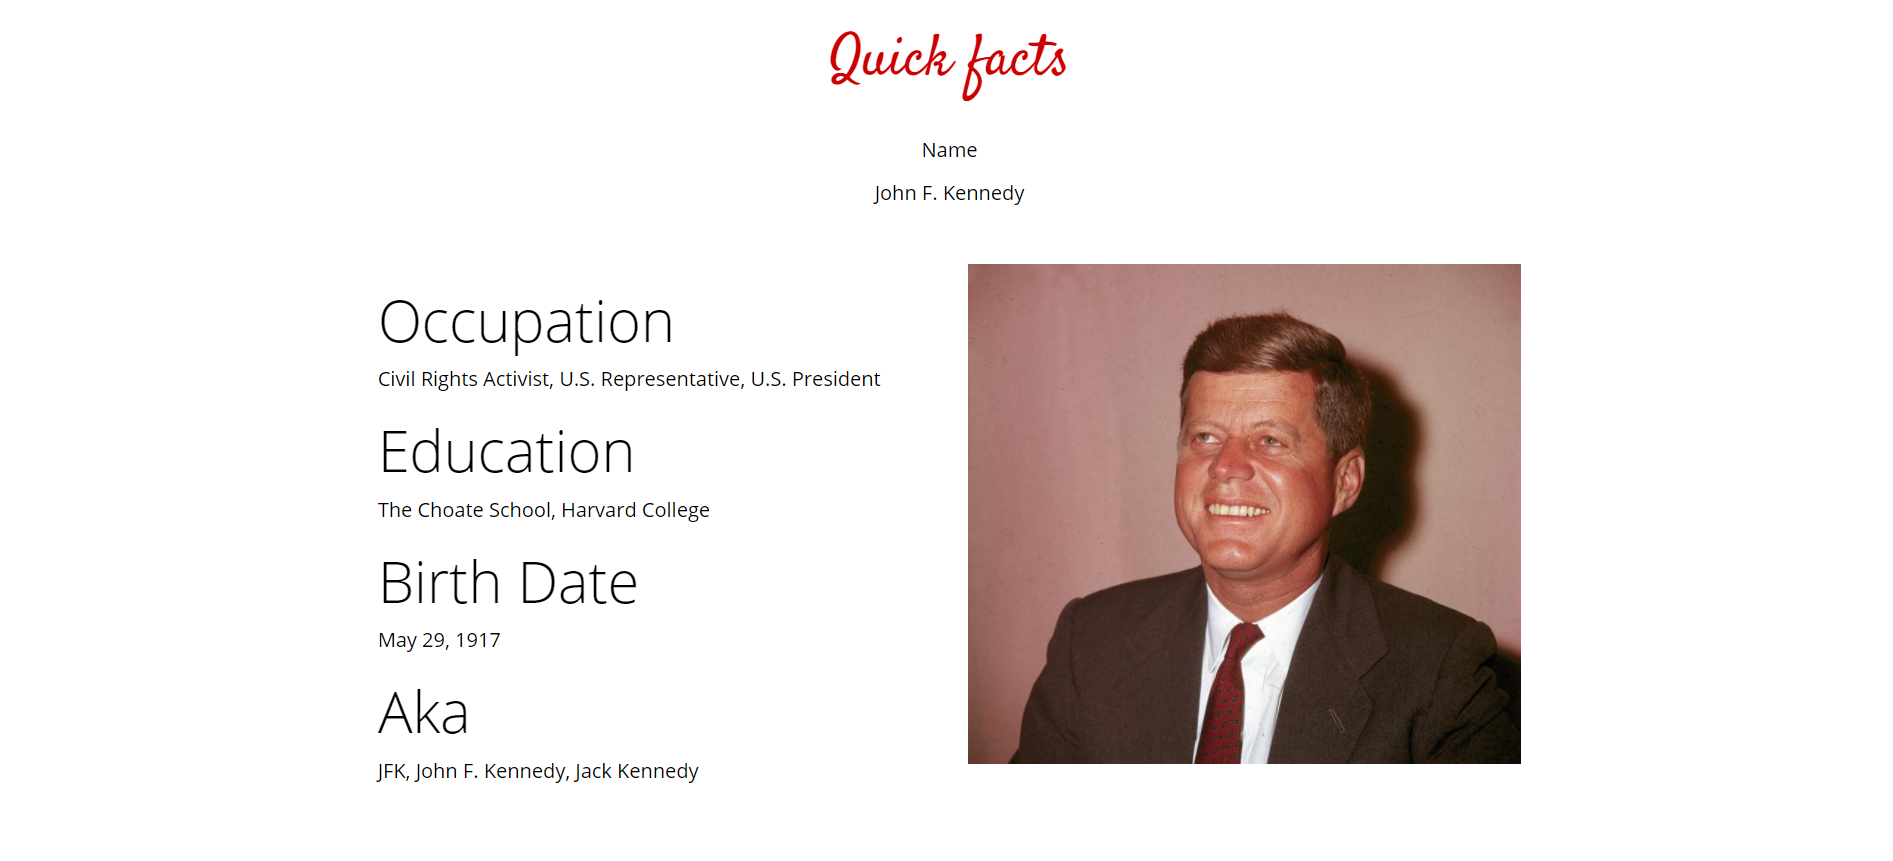 Quick facts
Name
John F. Kennedy
Occupation
Civil Rights Activist, U.S. Representative, U.S. President
Education
The Choate School, Harvard College
Birth Date
May 29, 1917
Aka
JFK, John F. Kennedy, Jack Kennedy